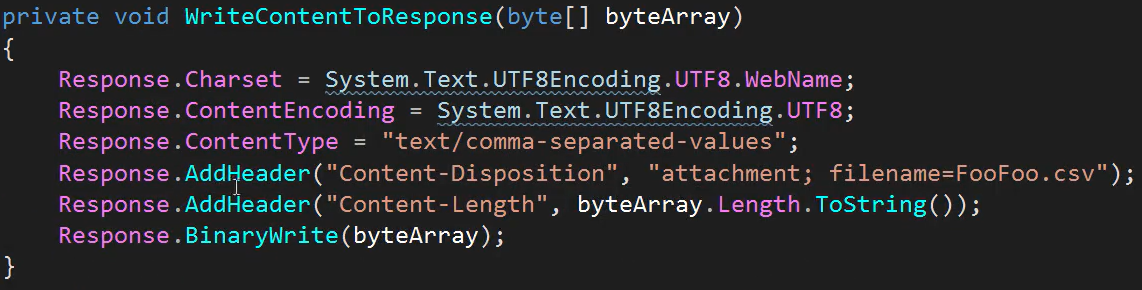 private void WriteContentToResponse(byte[] byteArray)
{
    Response.Charset = System.Text.UTF8Encoding.UTF8.WebName;
    Response.ContentEncoding = System.Text.UTF8Encoding.UTF8;
    Response.ContentType = "text/comma-separated-values";
    Response.AddHeader("Content-Disposition", "attachment; filename=FooFoo.csv");
    Response.AddHeader("Content-Length", byteArray.Length.ToString());
    Response.BinaryWrite(byteArray);
}